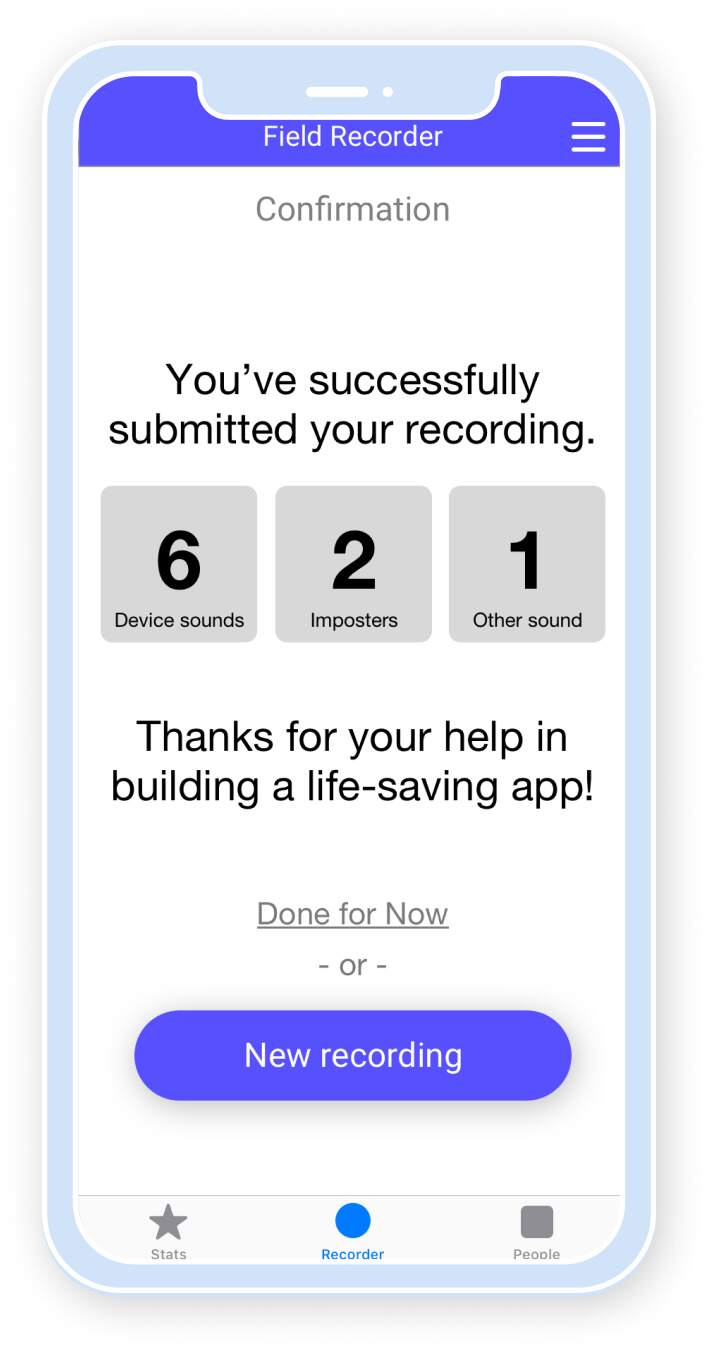 Field Recorder
Confirmation
You’ve successfully
submitted your recording.
6
Device sounds
2
Imposters
1
Other sound
Thanks for your help in
building a life-saving app!
Done for Now
- or -
New recording
Stats
Recorder
People